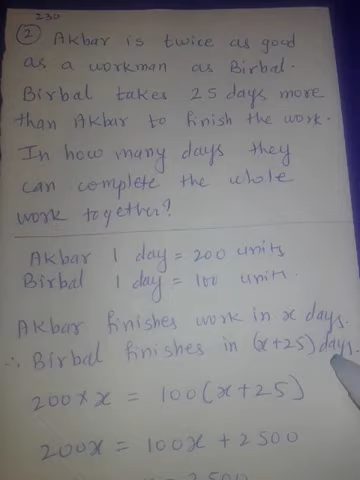 230
② Akbar is twice as good
as a workman as Birbal.
Birbal takes 25 days more
than Akbar to finish the work.
In how many days they
can complete the whole
work together?
Akbar 1 day = 200 units
Birbal 1 day = 100 units.
Akbar finishes work in x days.
∴ Birbal finishes in (x+25) days.
200 × x = 100(x+25)
200x = 100x + 2500